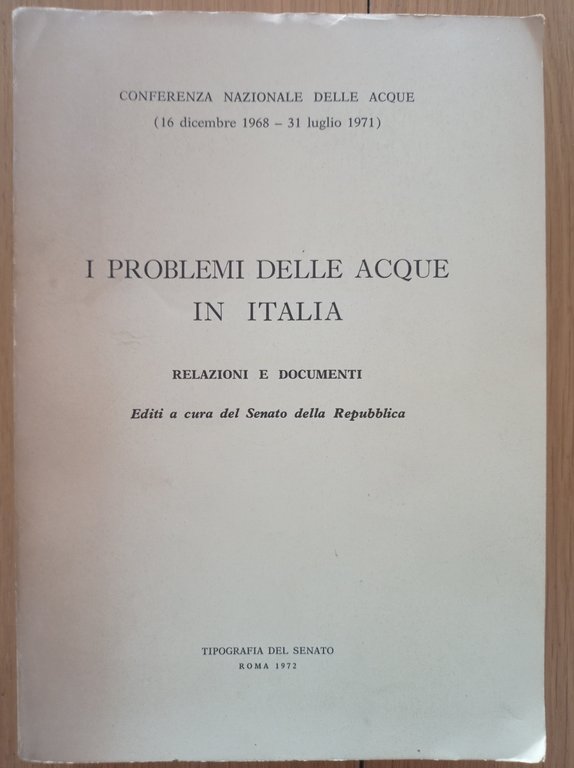 CONFERENZA NAZIONALE DELLE ACQUE
(16 dicembre 1968 - 31 luglio 1971)
I PROBLEMI DELLE ACQUE
IN ITALIA
RELAZIONI E DOCUMENTI
Editi a cura del Senato della Repubblica
TIPOGRAFIA DEL SENATO
ROMA 1972